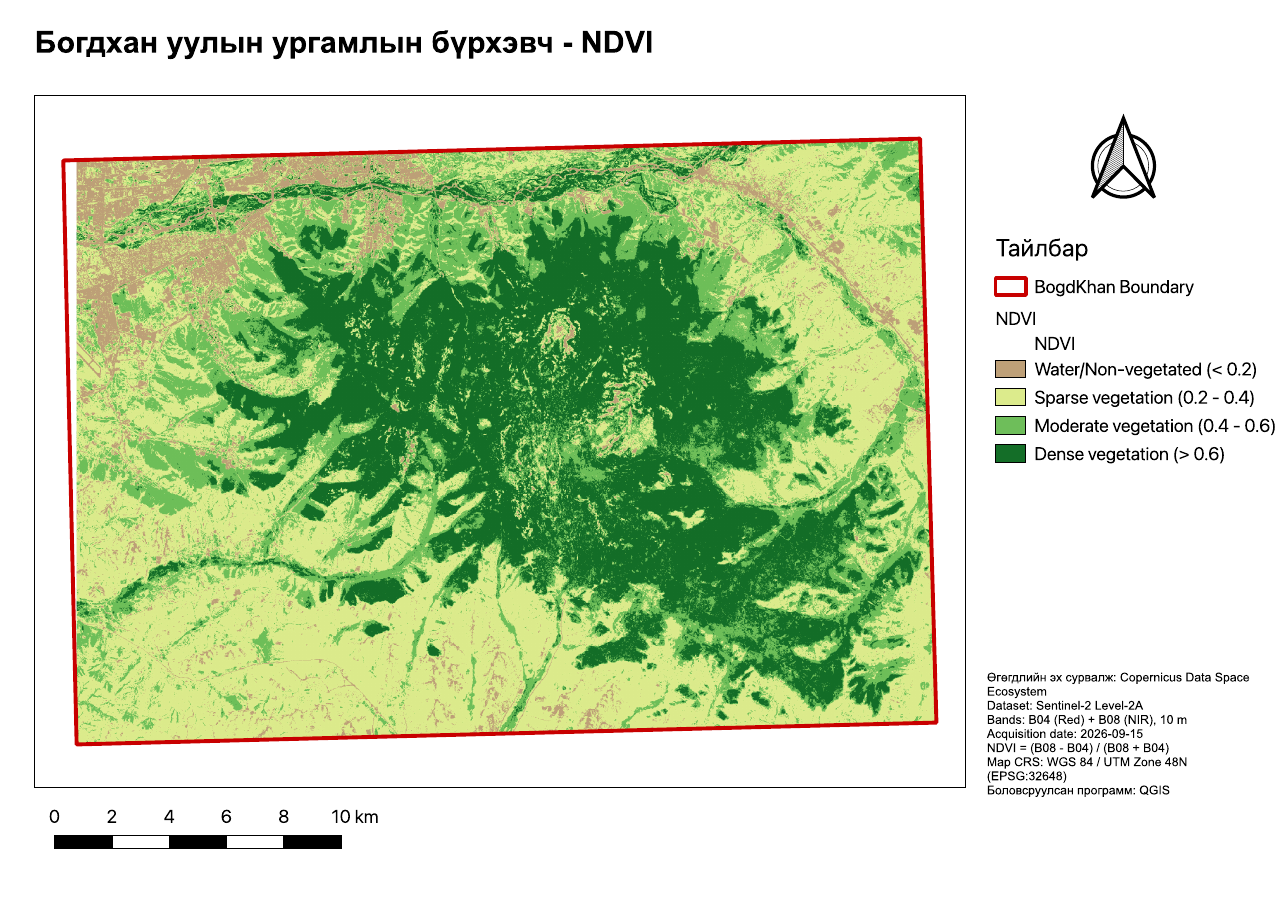 Богдхан уулын ургамлын бүрхэвч - NDVI
Тайлбар
BogdKhan Boundary
NDVI
NDVI
Water/Non-vegetated (< 0.2)
Sparse vegetation (0.2 - 0.4)
Moderate vegetation (0.4 - 0.6)
Dense vegetation (> 0.6)
Өгөгдлийн эх сурвалж: Copernicus Data Space
Ecosystem
Dataset: Sentinel-2 Level-2A
Bands: B04 (Red) + B08 (NIR), 10 m
Acquisition date: 2026-09-15
NDVI = (B08 - B04) / (B08 + B04)
Map CRS: WGS 84 / UTM Zone 48N
(EPSG:32648)
Боловсруулсан программ: QGIS
0 2 4 6 8 10 km